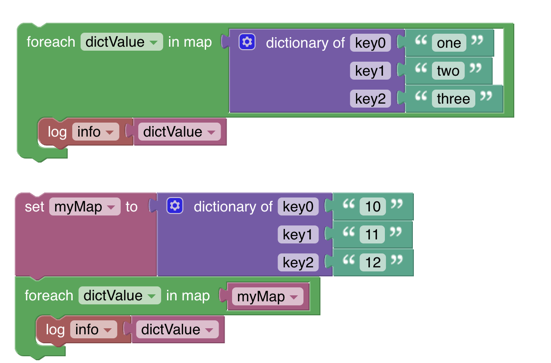 foreach dictValue in map dictionary of key0 “ one ”
key1 “ two ”
key2 “ three ”
log info dictValue
set myMap to dictionary of key0 “ 10 ”
key1 “ 11 ”
key2 “ 12 ”
foreach dictValue in map myMap
log info dictValue